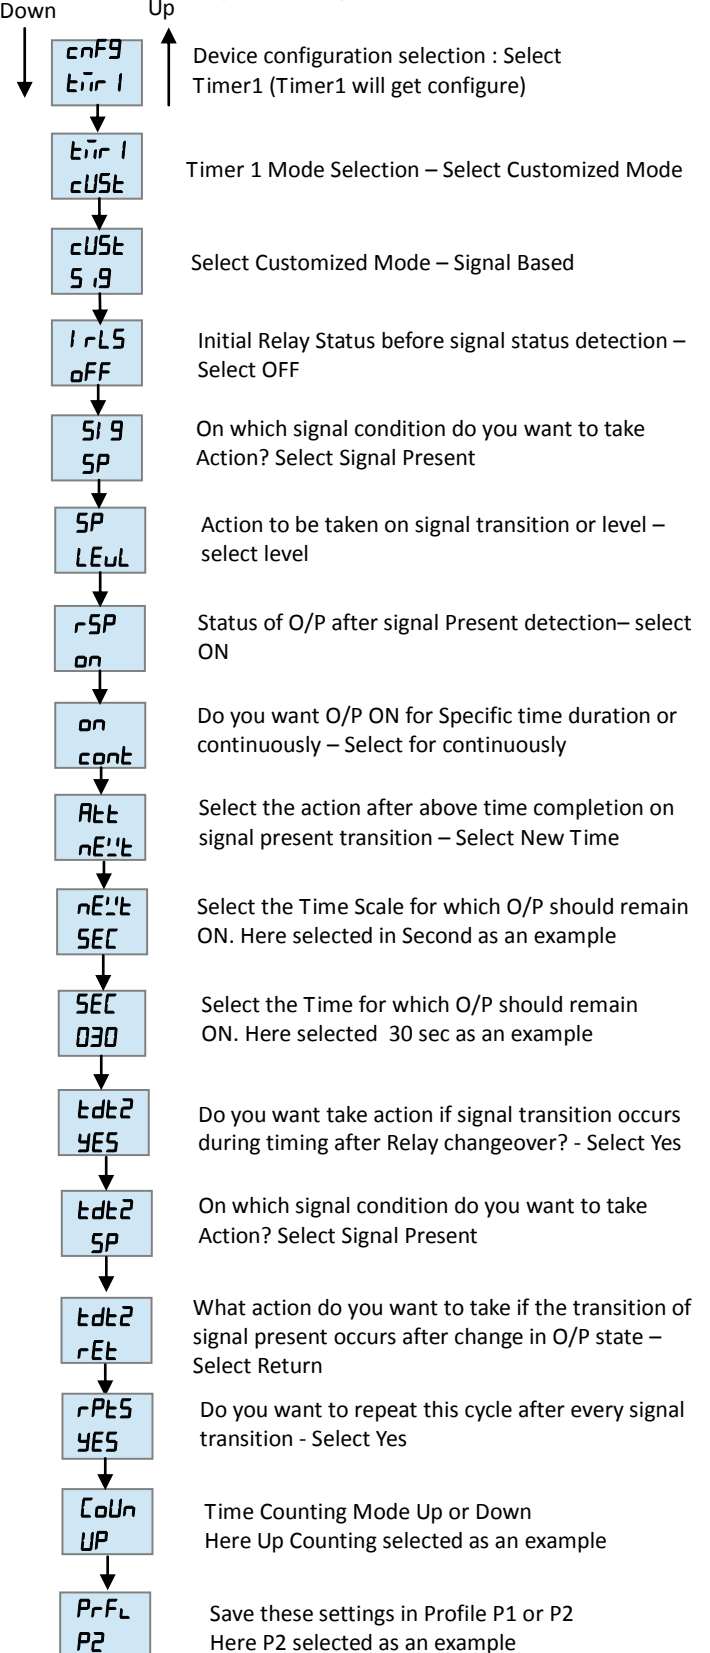 Down
Up
cnFg
tmr 1
Device configuration selection : Select
Timer1 (Timer1 will get configure)
tmr 1
cUSt
Timer 1 Mode Selection – Select Customized Mode
cUSt
Sig
Select Customized Mode – Signal Based
IrLS
oFF
Initial Relay Status before signal status detection –
Select OFF
SIg
SP
On which signal condition do you want to take
Action? Select Signal Present
SP
LEuL
Action to be taken on signal transition or level –
select level
rSP
on
Status of O/P after signal Present detection– select
ON
on
cont
Do you want O/P ON for Specific time duration or
continuously – Select for continuously
Att
nEwt
Select the action after above time completion on
signal present transition – Select New Time
nEwt
SEC
Select the Time Scale for which O/P should remain
ON. Here selected in Second as an example
SEC
030
Select the Time for which O/P should remain
ON. Here selected 30 sec as an example
tdt2
YES
Do you want take action if signal transition occurs
during timing after Relay changeover? - Select Yes
tdt2
SP
On which signal condition do you want to take
Action? Select Signal Present
tdt2
rEt
What action do you want to take if the transition of
signal present occurs after change in O/P state –
Select Return
rPtS
YES
Do you want to repeat this cycle after every signal
transition - Select Yes
CoUn
UP
Time Counting Mode Up or Down
Here Up Counting selected as an example
PrFL
P2
Save these settings in Profile P1 or P2
Here P2 selected as an example